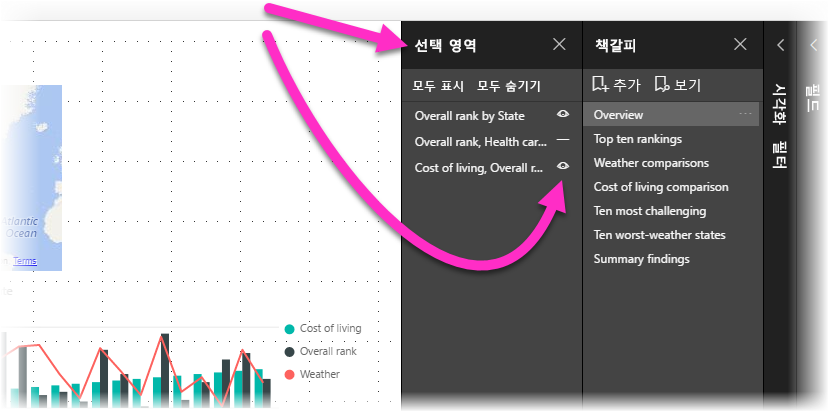 선택 영역
모두 표시 모두 숨기기
Overall rank by State
Overall rank, Health car...
Cost of living, Overall r...
책갈피
추가 보기
Overview
Top ten rankings
Weather comparisons
Cost of living comparison
Ten most challenging
Ten worst-weather states
Summary findings
시각화
필터
필드
Atlantic
Ocean
Terms
Cost of living
Overall rank
Weather